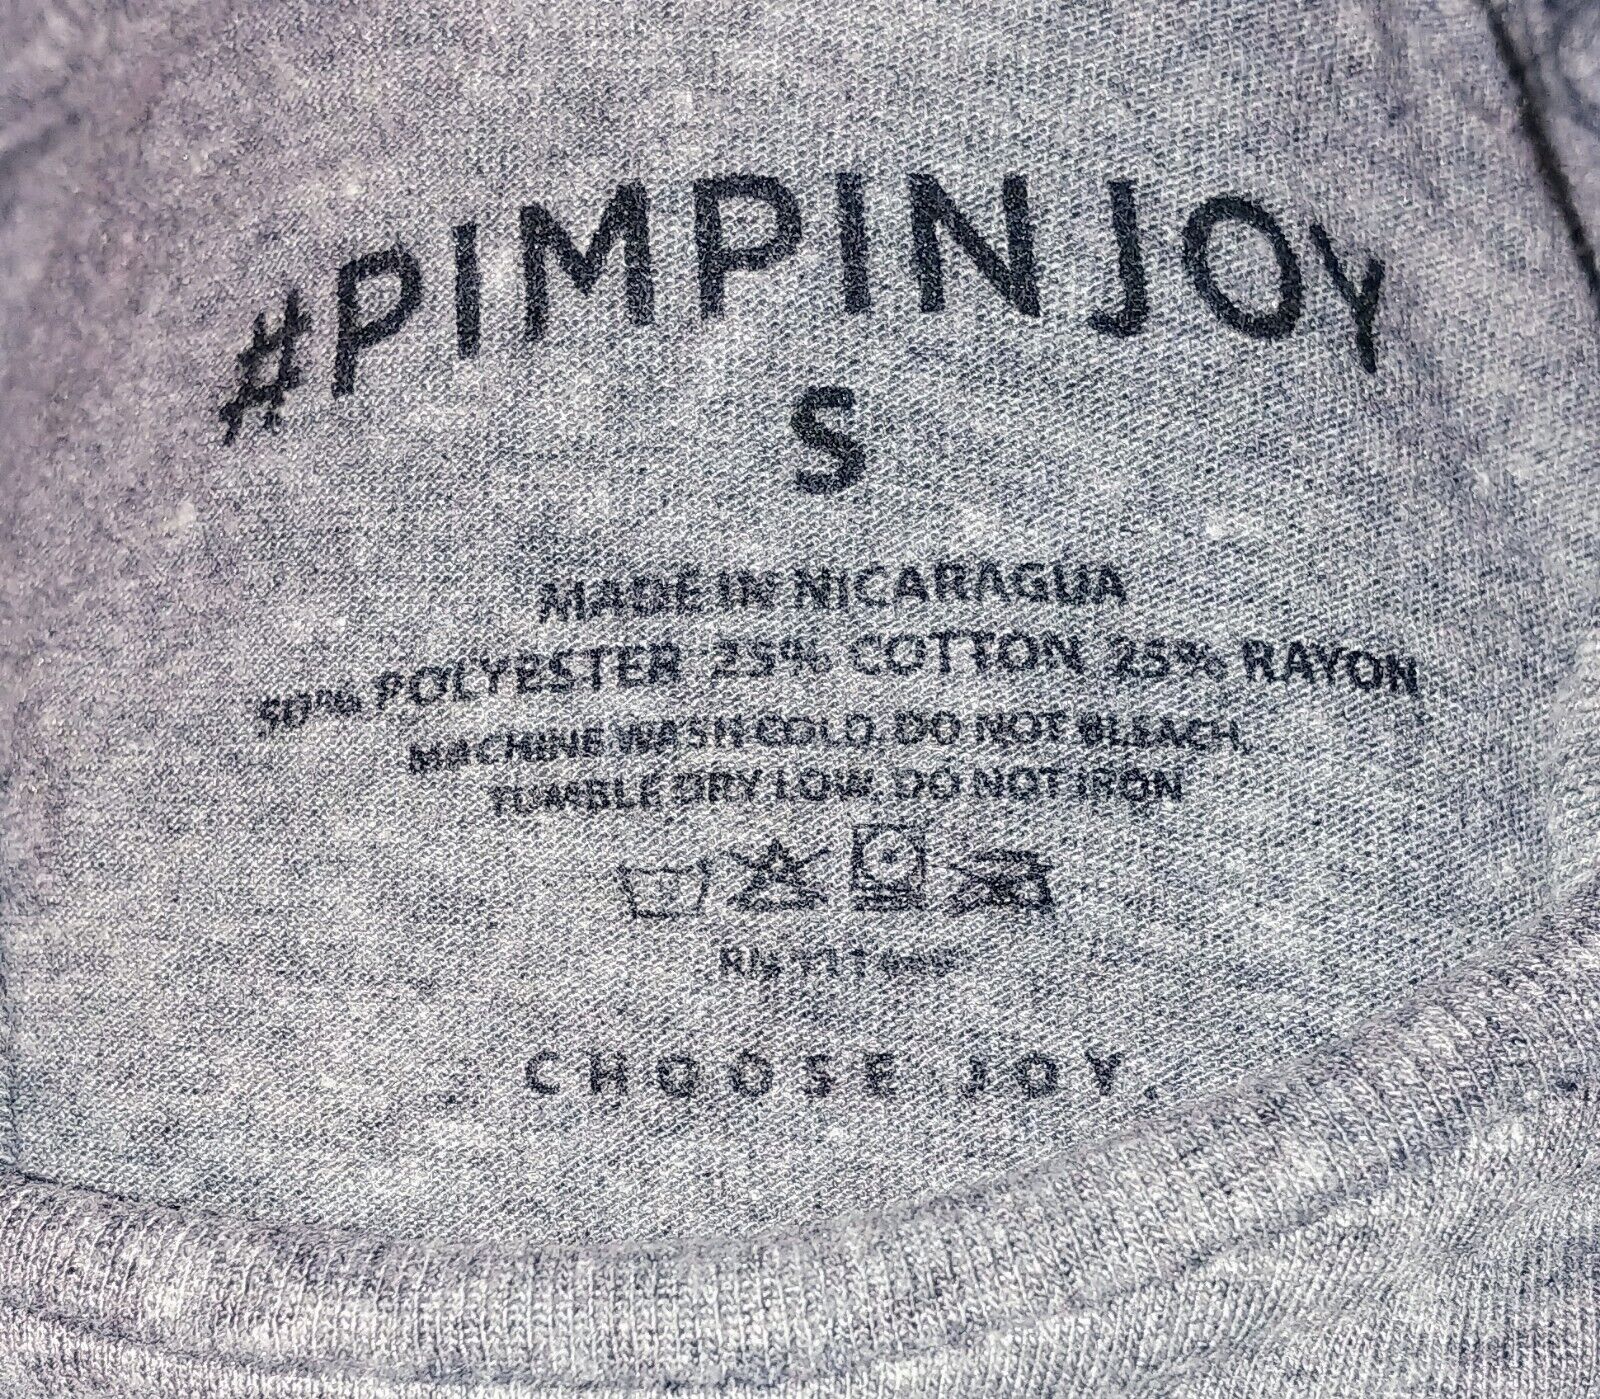 #PIMPINJOY
S
MADE IN NICARAGUA
50% POLYESTER 25% COTTON 25% RAYON
MACHINE WASH COLD. DO NOT BLEACH.
TUMBLE DRY LOW. DO NOT IRON
CHOOSE JOY.